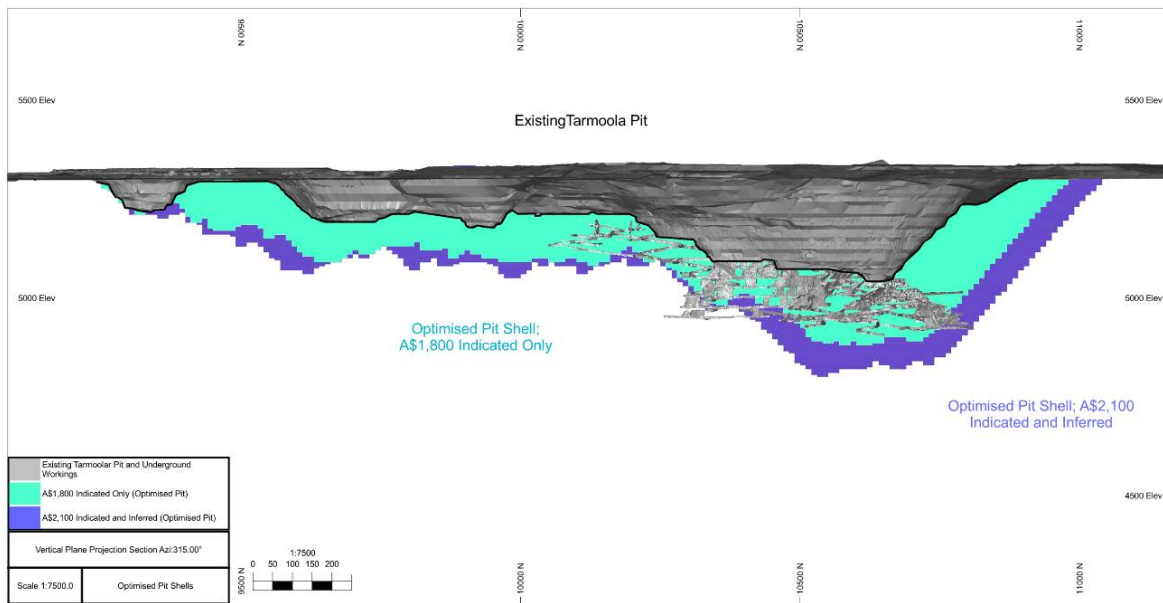 9500 N
10000 N
10500 N
11000 N
5500 Elev
5500 Elev
ExistingTarmoola Pit
5000 Elev
5000 Elev
Optimised Pit Shell;
A$1,800 Indicated Only
Optimised Pit Shell; A$2,100
Indicated and Inferred
Existing Tarmoolar Pit and Underground
Workings
A$1,800 Indicated Only (Optimised Pit)
A$2,100 Indicated and Inferred (Optimised Pit)
4500 Elev
Vertical Plane Projection Section Azi:315.00°
Scale 1:7500.0
Optimised Pit Shells
1:7500
0 50 100 150 200
9500 N
10000 N
10500 N
11000 N